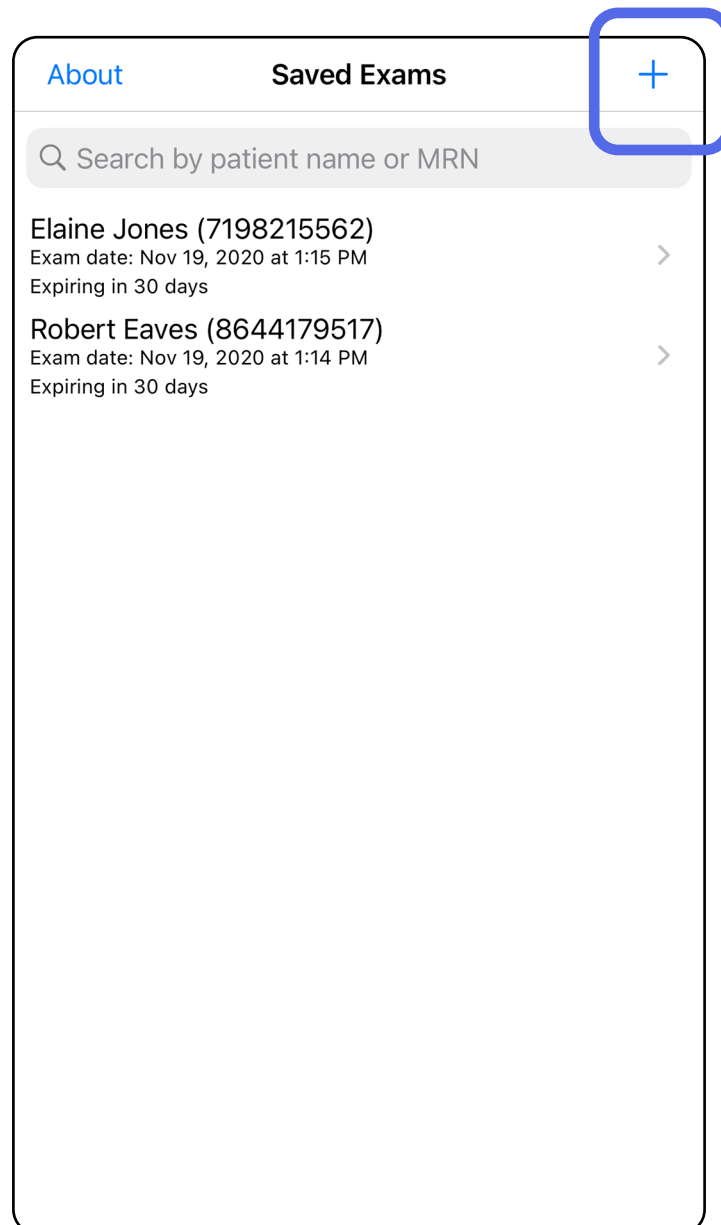 About Saved Exams +
Search by patient name or MRN
Elaine Jones (7198215562)
Exam date: Nov 19, 2020 at 1:15 PM
Expiring in 30 days
Robert Eaves (8644179517)
Exam date: Nov 19, 2020 at 1:14 PM
Expiring in 30 days